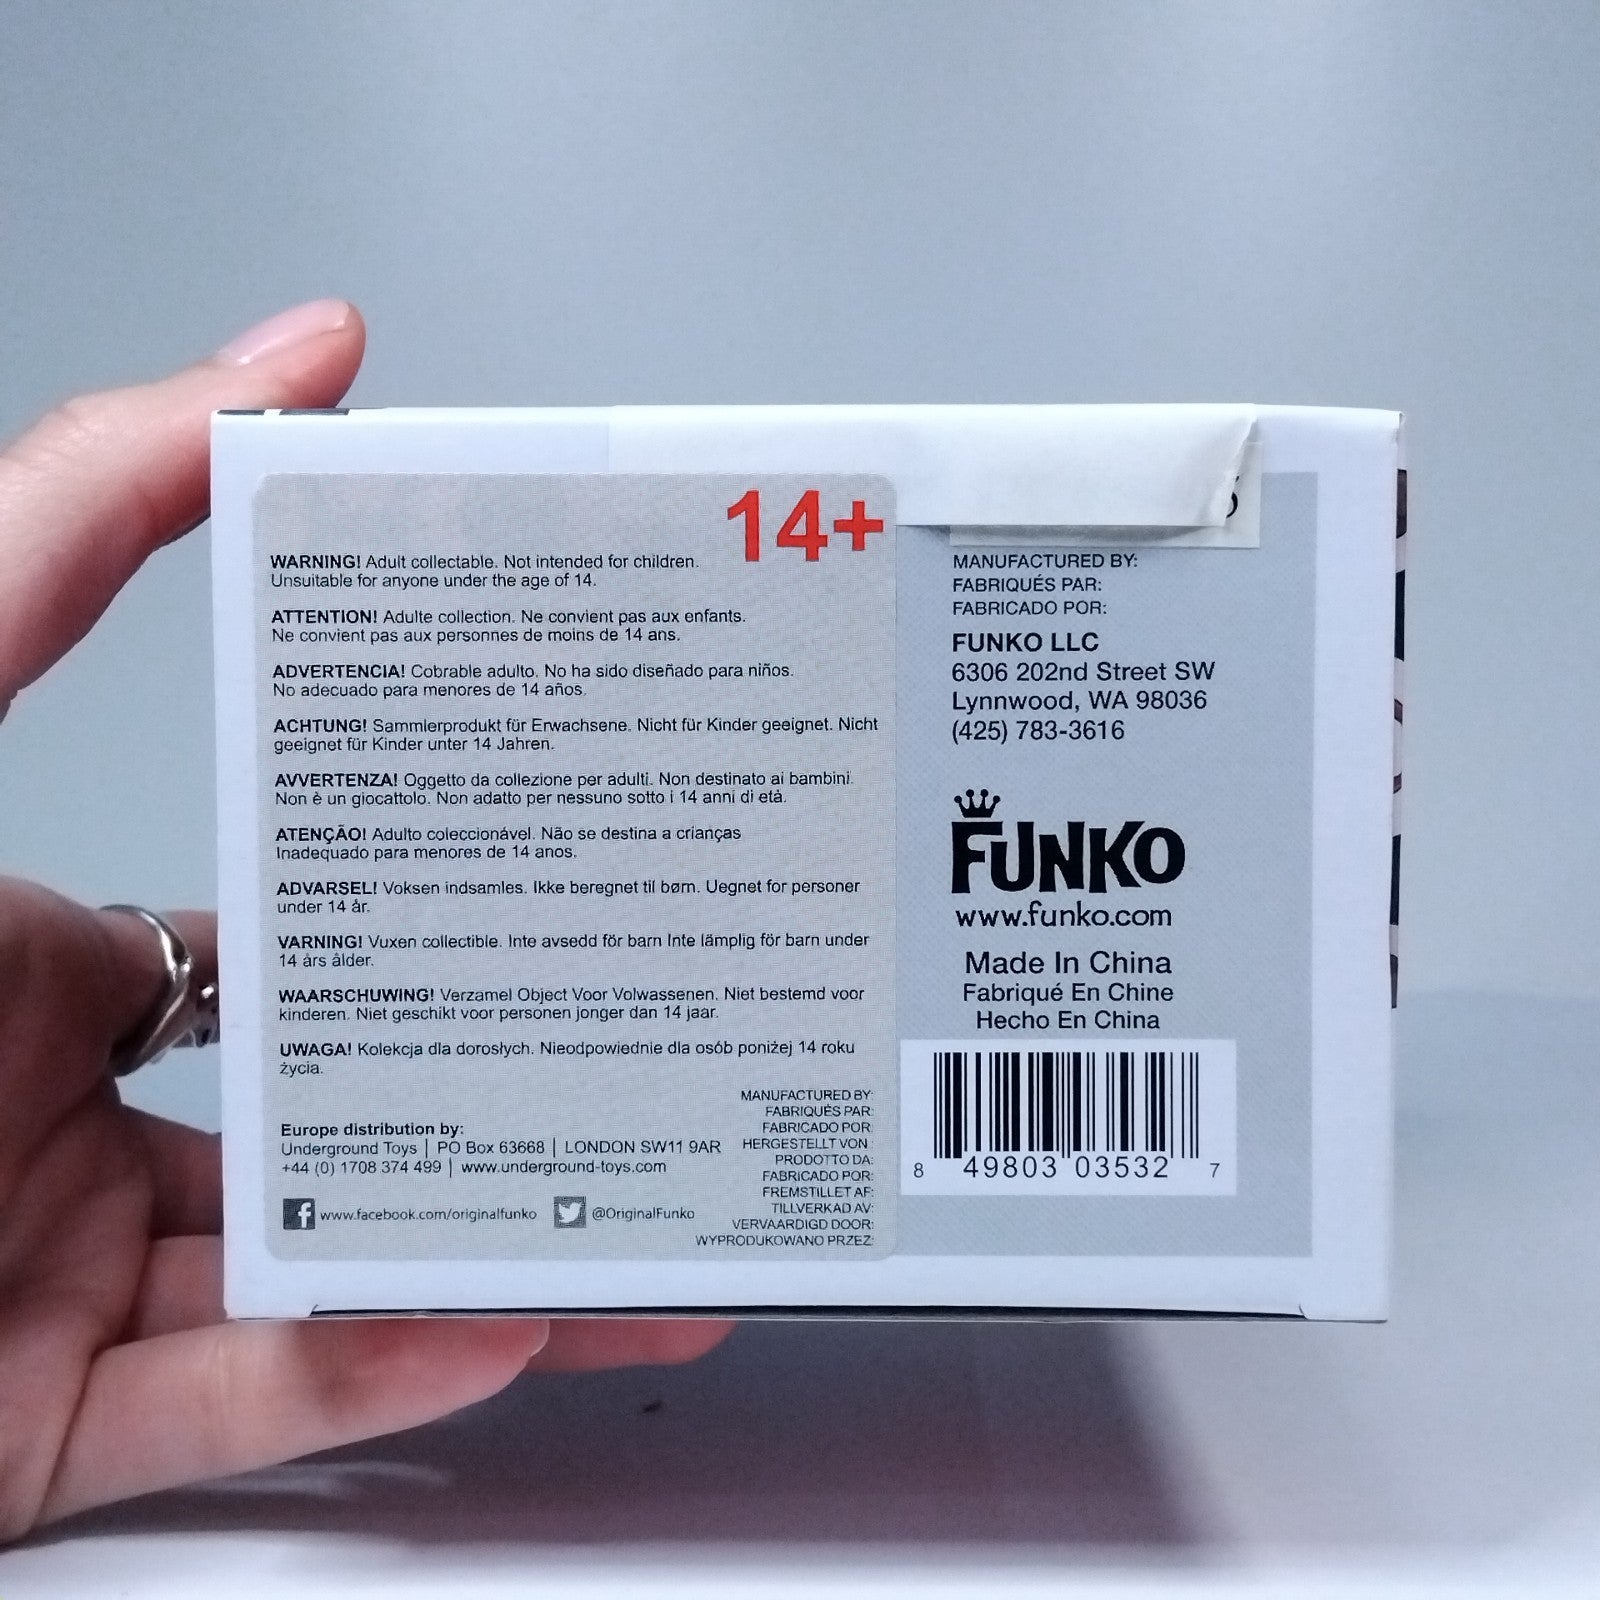 14+
WARNING! Adult collectable. Not intended for children.
Unsuitable for anyone under the age of 14.
ATTENTION! Adulte collection. Ne convient pas aux enfants.
Ne convient pas aux personnes de moins de 14 ans.
ADVERTENCIA! Cobrable adulto. No ha sido diseñado para niños.
No adecuado para menores de 14 años.
ACHTUNG! Sammlerprodukt für Erwachsene. Nicht für Kinder geeignet. Nicht
geeignet für Kinder unter 14 Jahren.
AVVERTENZA! Oggetto da collezione per adulti. Non destinato ai bambini.
Non è un giocattolo. Non adatto per nessuno sotto i 14 anni di età.
ATENÇÃO! Adulto coleccionável. Não se destina a crianças
Inadequado para menores de 14 anos.
ADVARSEL! Voksen indsamles. Ikke beregnet til børn. Uegnet for personer
under 14 år.
VARNING! Vuxen collectible. Inte avsedd för barn Inte lämplig för barn under
14 års ålder.
WAARSCHUWING! Verzamel Object Voor Volwassenen. Niet bestemd voor
kinderen. Niet geschikt voor personen jonger dan 14 jaar.
UWAGA! Kolekcja dla dorosłych. Nieodpowiednie dla osób poniżej 14 roku
życia.
Europe distribution by:
Underground Toys | PO Box 63668 | LONDON SW11 9AR
+44 (0) 1708 374 499 | www.underground-toys.com
www.facebook.com/originalfunko @OriginalFunko
MANUFACTURED BY:
FABRIQUÉS PAR:
FABRICADO POR:
HERGESTELLT VON :
PRODOTTO DA:
FABRICADO POR:
FREMSTILLET AF:
TILLVERKAD AV:
VERVAARDIGD DOOR:
WYPRODUKOWANO PRZEZ:
MANUFACTURED BY:
FABRIQUÉS PAR:
FABRICADO POR:
FUNKO LLC
6306 202nd Street SW
Lynnwood, WA 98036
(425) 783-3616
FUNKO
www.funko.com
Made In China
Fabriqué En Chine
Hecho En China
8 49803 03532 7